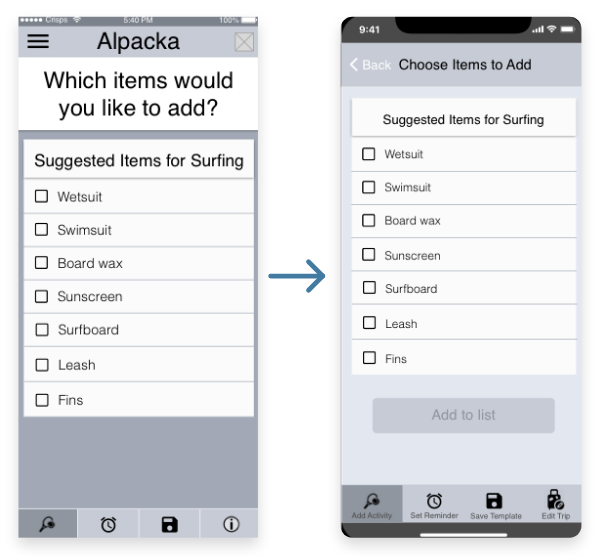 Crisps 5:40 PM 100%
Alpacka
Which items would
you like to add?
Suggested Items for Surfing
Wetsuit
Swimsuit
Board wax
Sunscreen
Surfboard
Leash
Fins
9:41
Back Choose Items to Add
Suggested Items for Surfing
Wetsuit
Swimsuit
Board wax
Sunscreen
Surfboard
Leash
Fins
Add to list
Add Activity Set Reminder Save Template Edit Trip